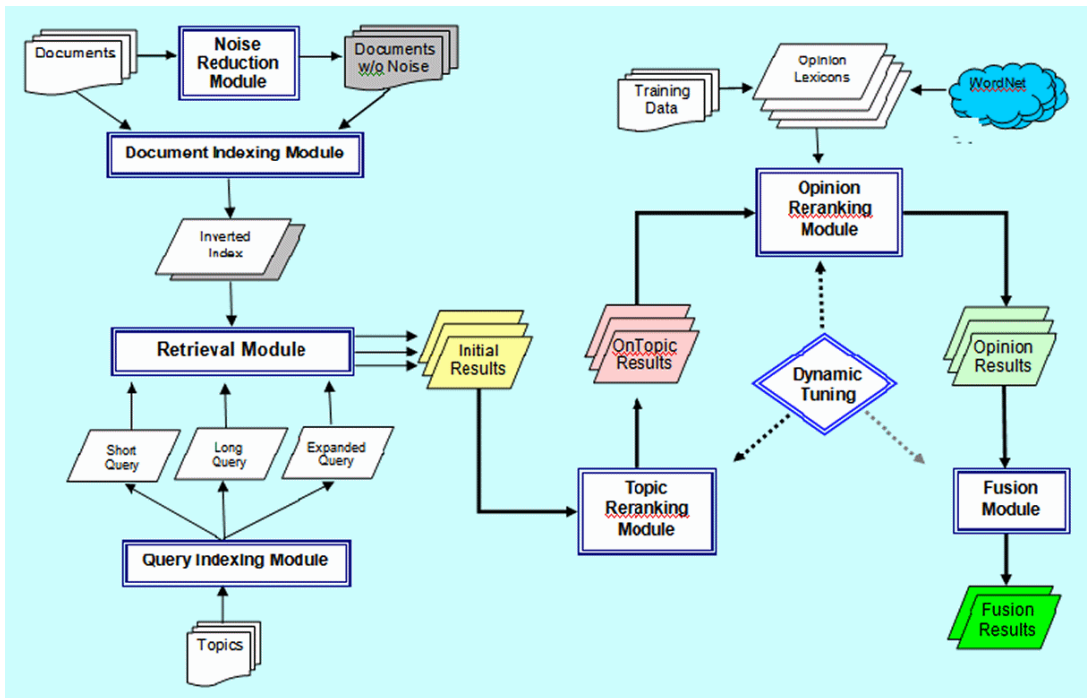 Documents
Noise
Reduction
Module
Documents
w/o Noise
Document Indexing Module
Inverted
Index
Retrieval Module
Initial
Results
Short
Query
Long
Query
Expanded
Query
Query Indexing Module
Topics
Training
Data
Opinion
Lexicons
WordNet
Opinion
Reranking
Module
OnTopic
Results
Dynamic
Tuning
Opinion
Results
Topic
Reranking
Module
Fusion
Module
Fusion
Results